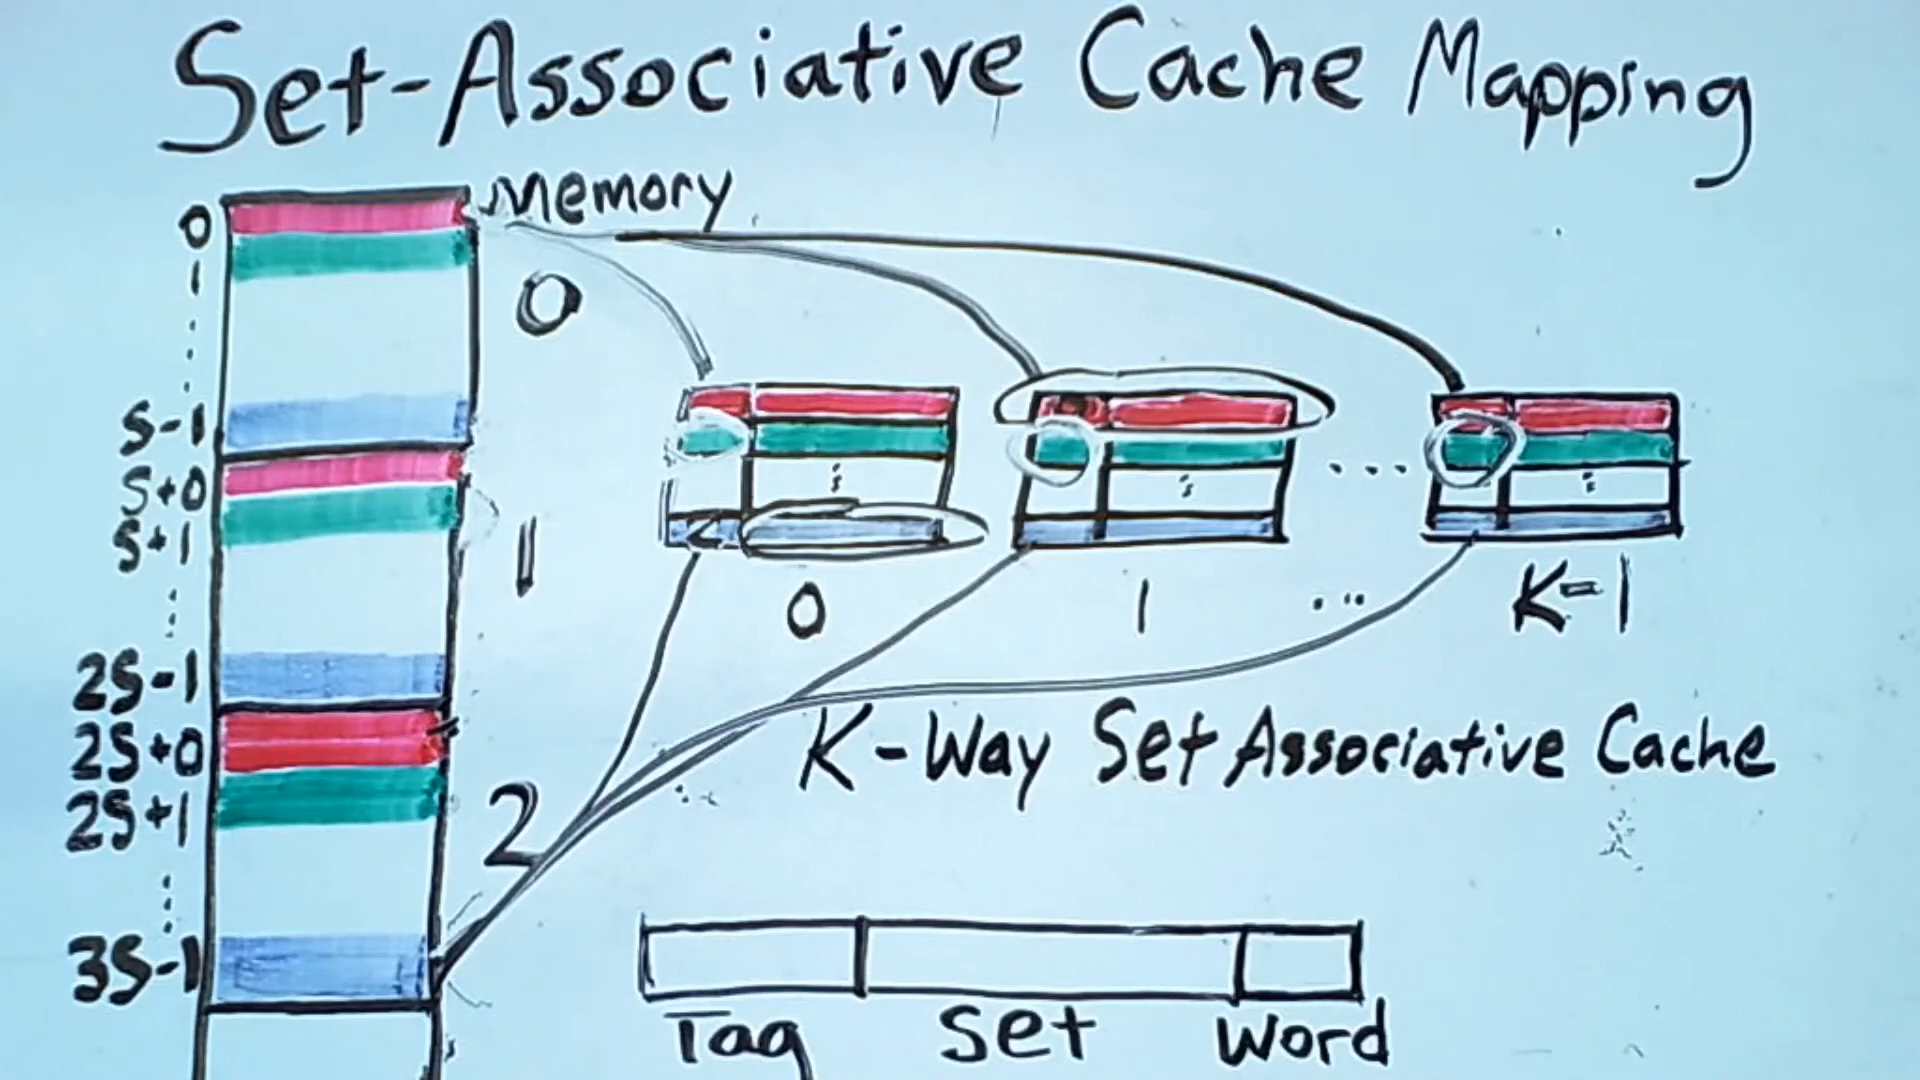 Set-Associative Cache Mapping
Memory
0
1
S-1
S+0
S+1
2S-1
2S+0
2S+1
3S-1
0
1
2
0 1 ... K-1
K-Way Set Associative Cache
Tag Set Word